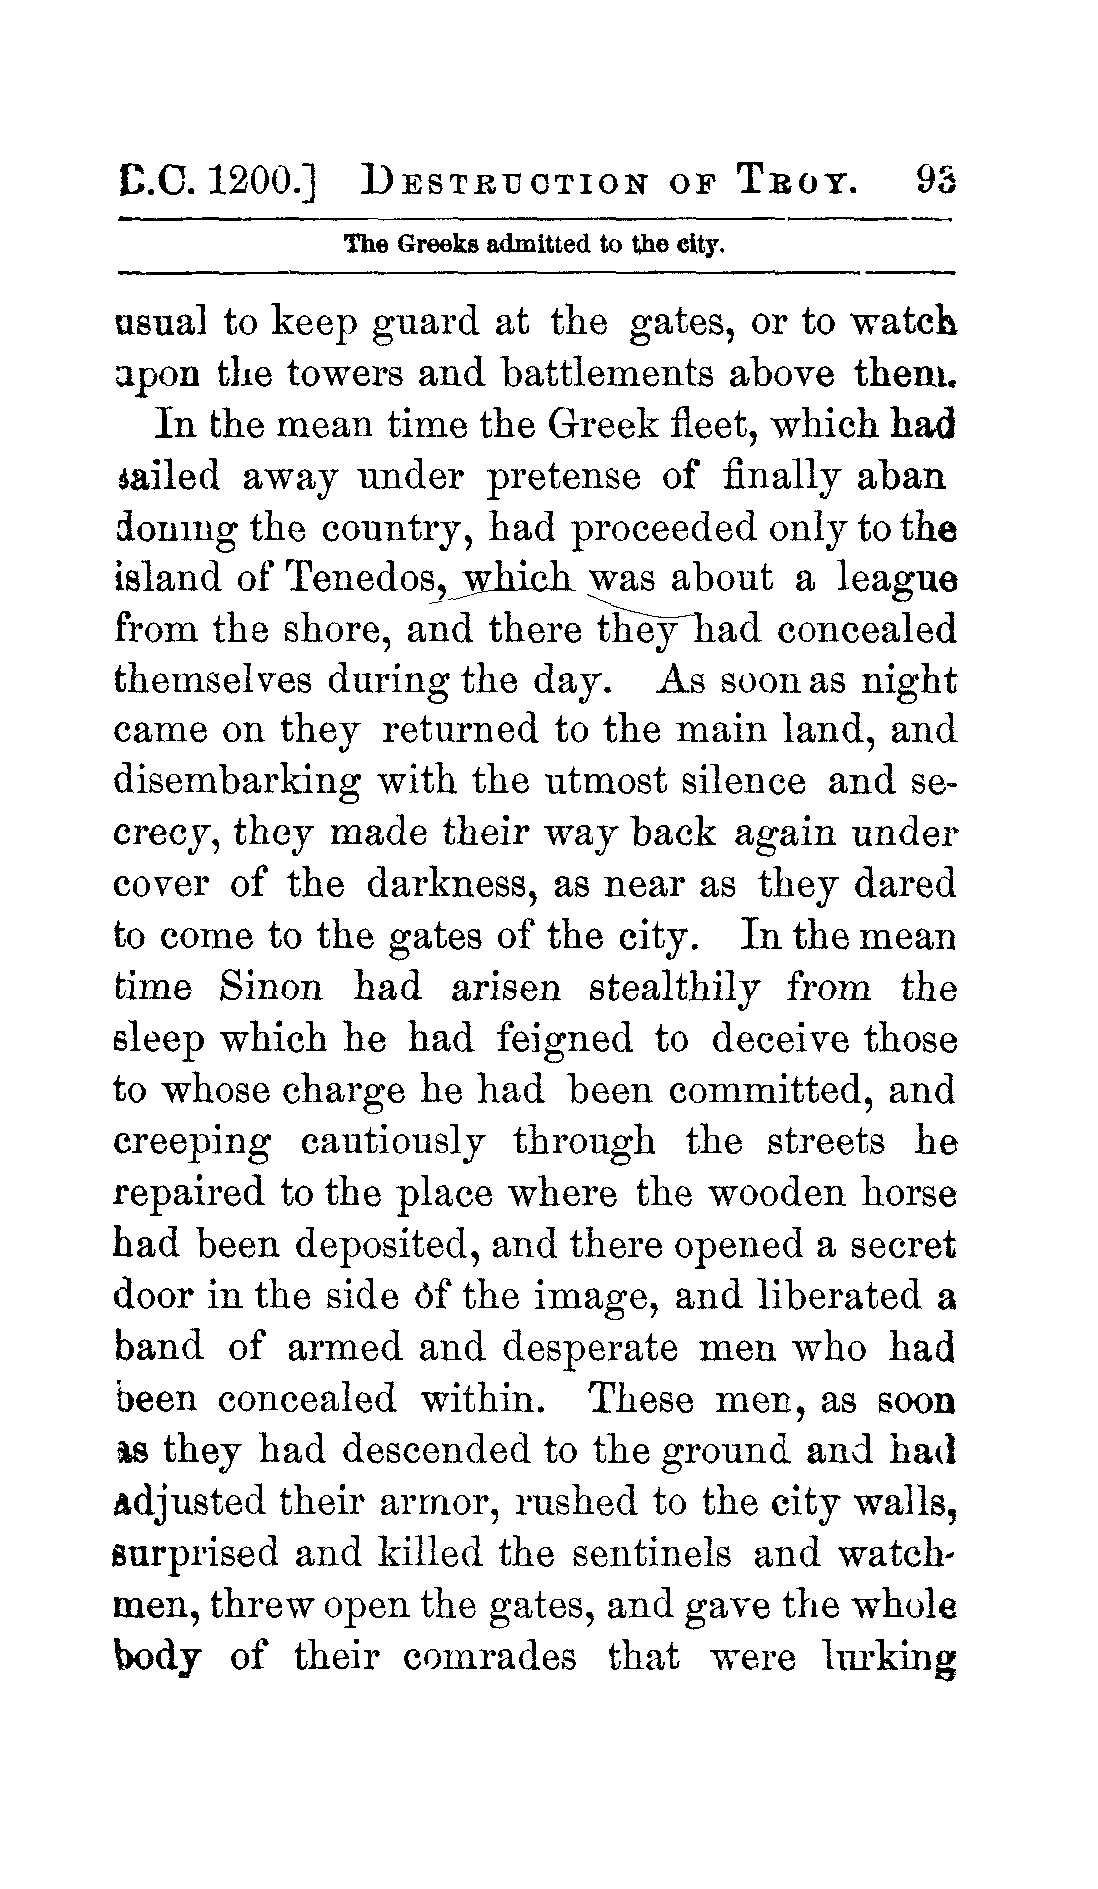 B.C. 1200.] DESTRUCTION OF TROY. 93
The Greeks admitted to the city.
usual to keep guard at the gates, or to watch
upon the towers and battlements above them.
In the mean time the Greek fleet, which had
sailed away under pretense of finally aban
doning the country, had proceeded only to the
island of Tenedos, which was about a league
from the shore, and there they had concealed
themselves during the day. As soon as night
came on they returned to the main land, and
disembarking with the utmost silence and se-
crecy, they made their way back again under
cover of the darkness, as near as they dared
to come to the gates of the city. In the mean
time Sinon had arisen stealthily from the
sleep which he had feigned to deceive those
to whose charge he had been committed, and
creeping cautiously through the streets he
repaired to the place where the wooden horse
had been deposited, and there opened a secret
door in the side of the image, and liberated a
band of armed and desperate men who had
been concealed within. These men, as soon
as they had descended to the ground and had
adjusted their armor, rushed to the city walls,
surprised and killed the sentinels and watch-
men, threw open the gates, and gave the whole
body of their comrades that were lurking